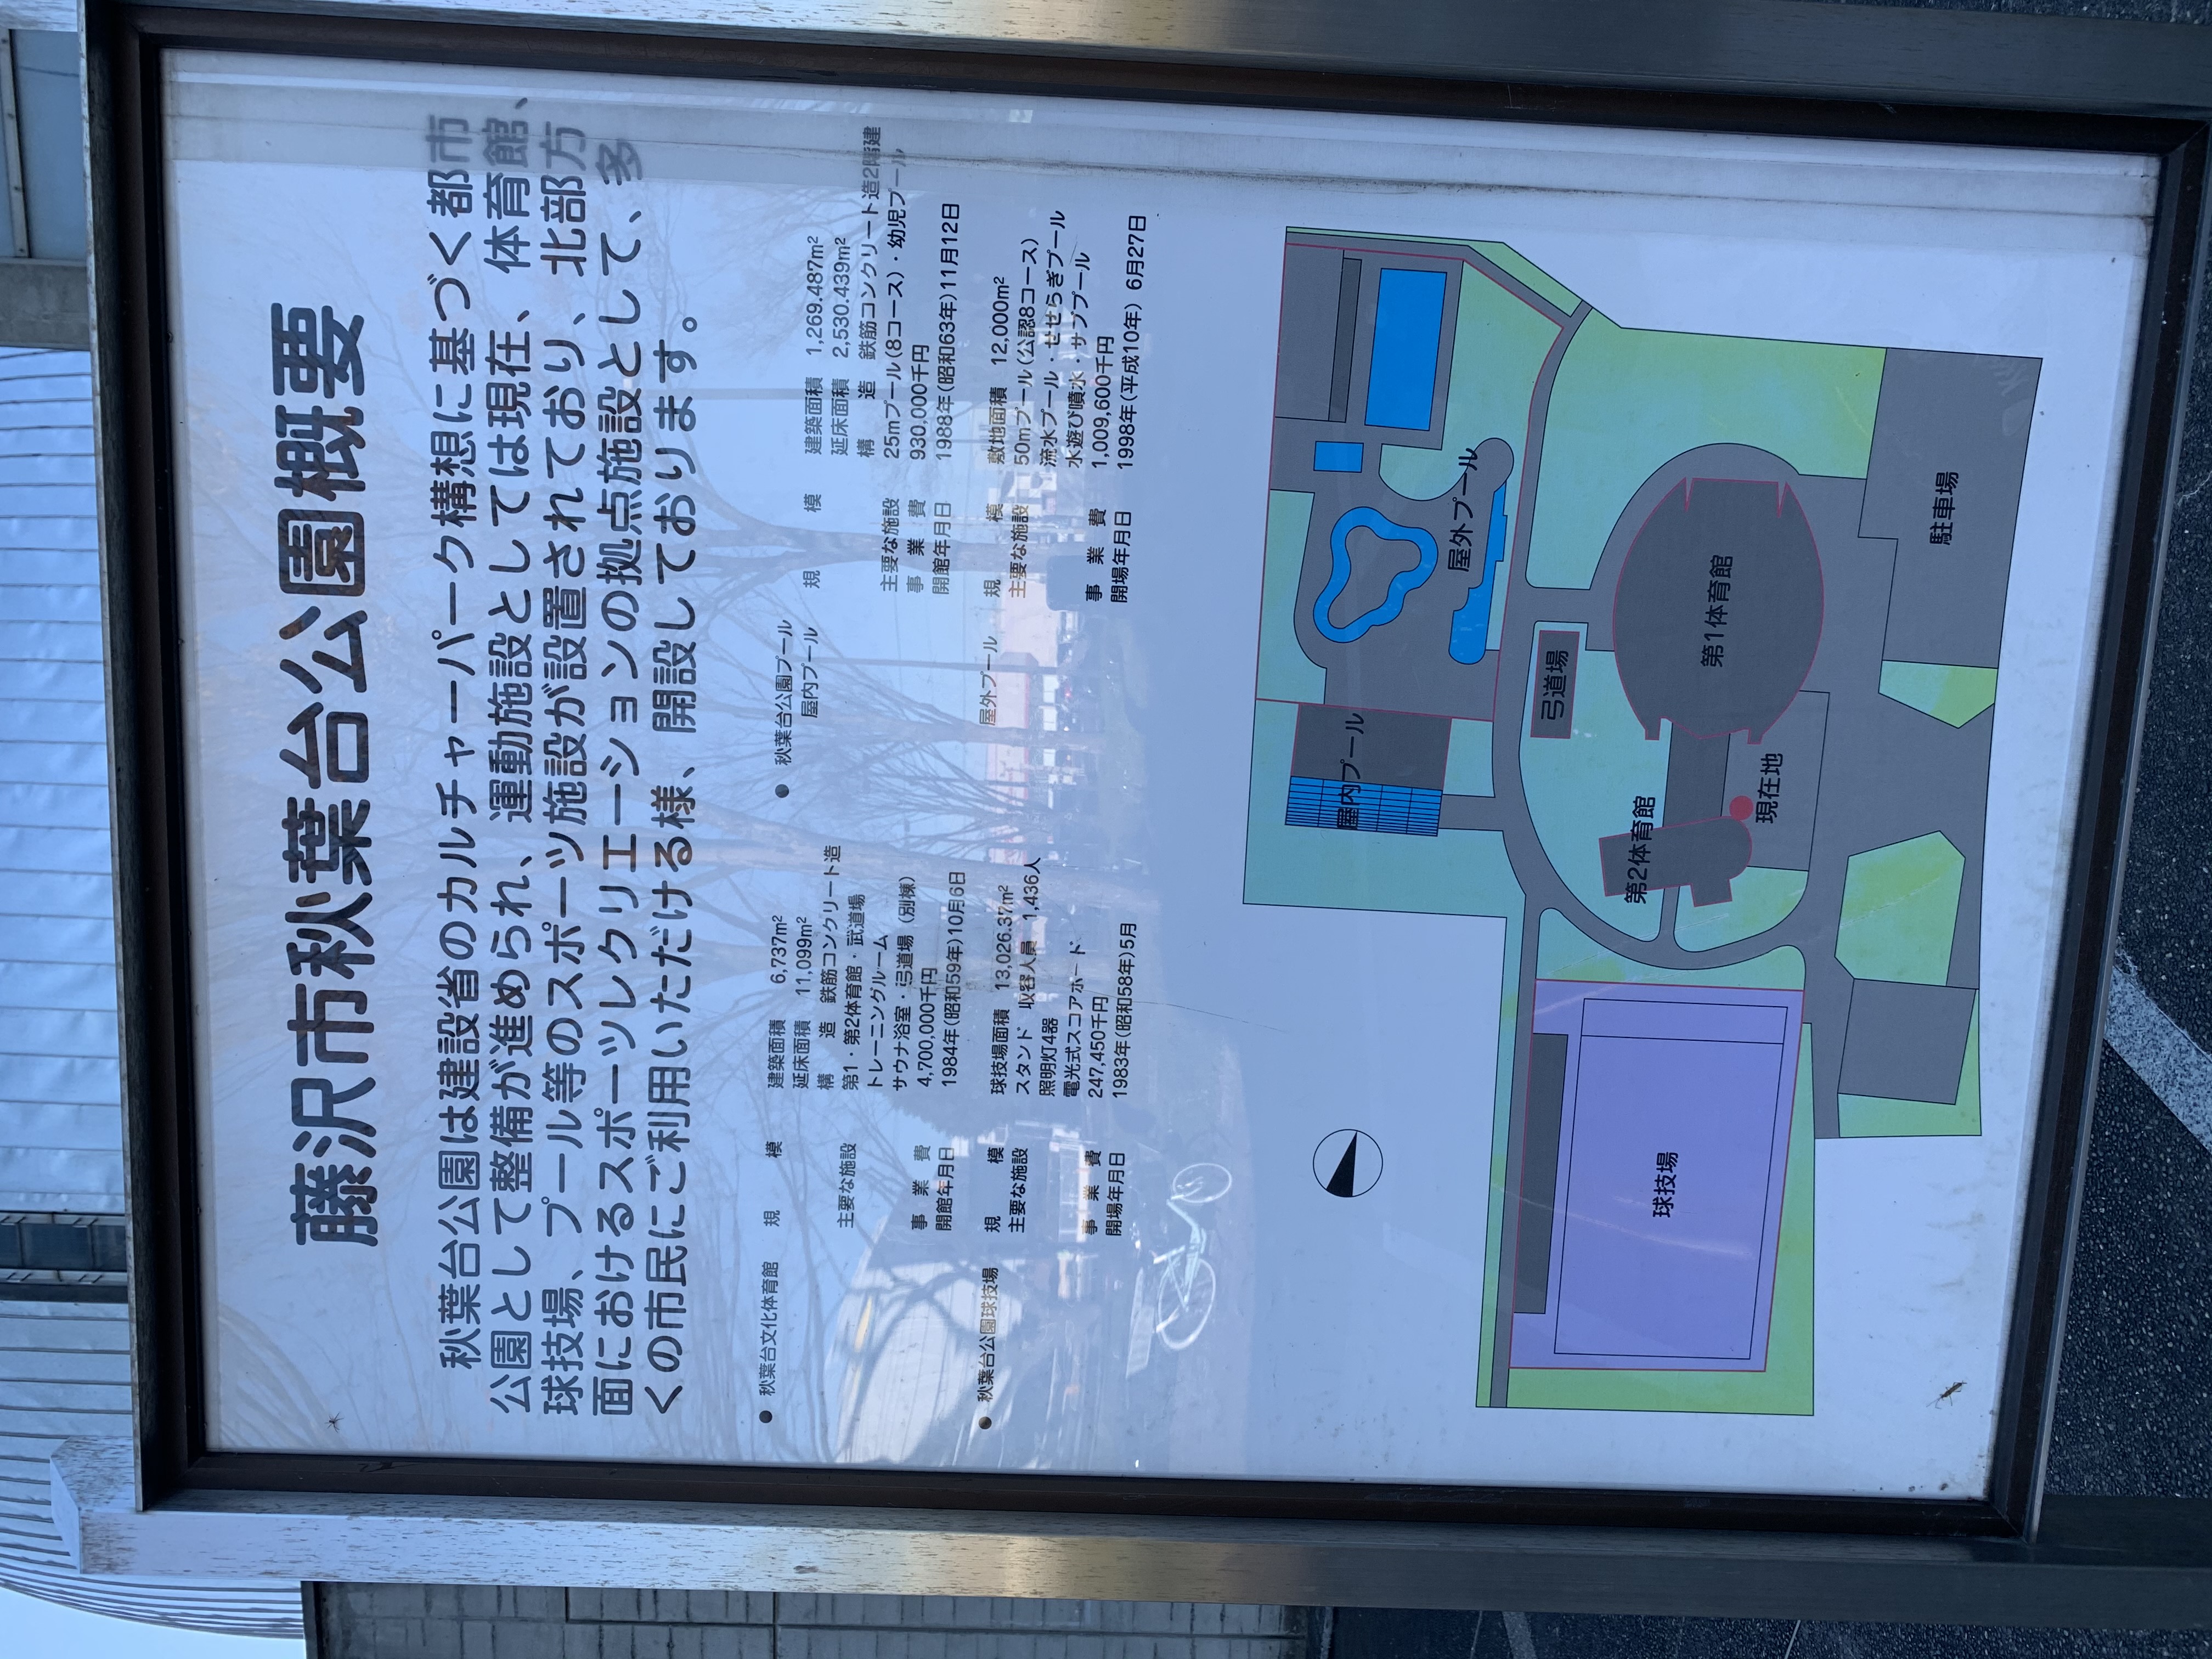 藤沢市秋葉台公園概要
秋葉台公園は建設省のカルチャーパーク構想に基づく都市
公園として整備が進められ、運動施設としては現在、体育館、
球技場、プール等のスポーツ施設が設置されており、北部方
面におけるスポーツレクリエーションの拠点施設として、多
くの市民にご利用いただける様、開設しております。
● 秋葉台文化体育館 規 模 建築面積 6,737m²
延床面積 11,099m²
構 造 鉄筋コンクリート造
主要な施設 第1・第2体育館・武道場
トレーニングルーム
サウナ浴室・弓道場（別棟）
事 業 費 4,700,000千円
開館年月日 1984年(昭和59年)10月6日
● 秋葉台公園球技場 規 模 球技場面積 13,026.37m²
主要な施設 スタンド 収容人員 1,436人
照明灯4器
電光式スコアボード
事 業 費 247,450千円
開場年月日 1983年(昭和58年)5月
● 秋葉台公園プール
屋内プール 規 模 建築面積 1,269.487m²
延床面積 2,530.439m²
構 造 鉄筋コンクリート造2階建
主要な施設 25mプール(8コース)・幼児プール
事 業 費 930,000千円
開館年月日 1988年(昭和63年)11月12日
屋外プール 規 模 敷地面積 12,000m²
主要な施設 50mプール(公認8コース)
流水プール・せせらぎプール
水遊び噴水・サブプール
事 業 費 1,009,600千円
開場年月日 1998年(平成10年) 6月27日
屋内プール
屋外プール
弓道場
第2体育館
球技場
第1体育館
現在地
駐車場